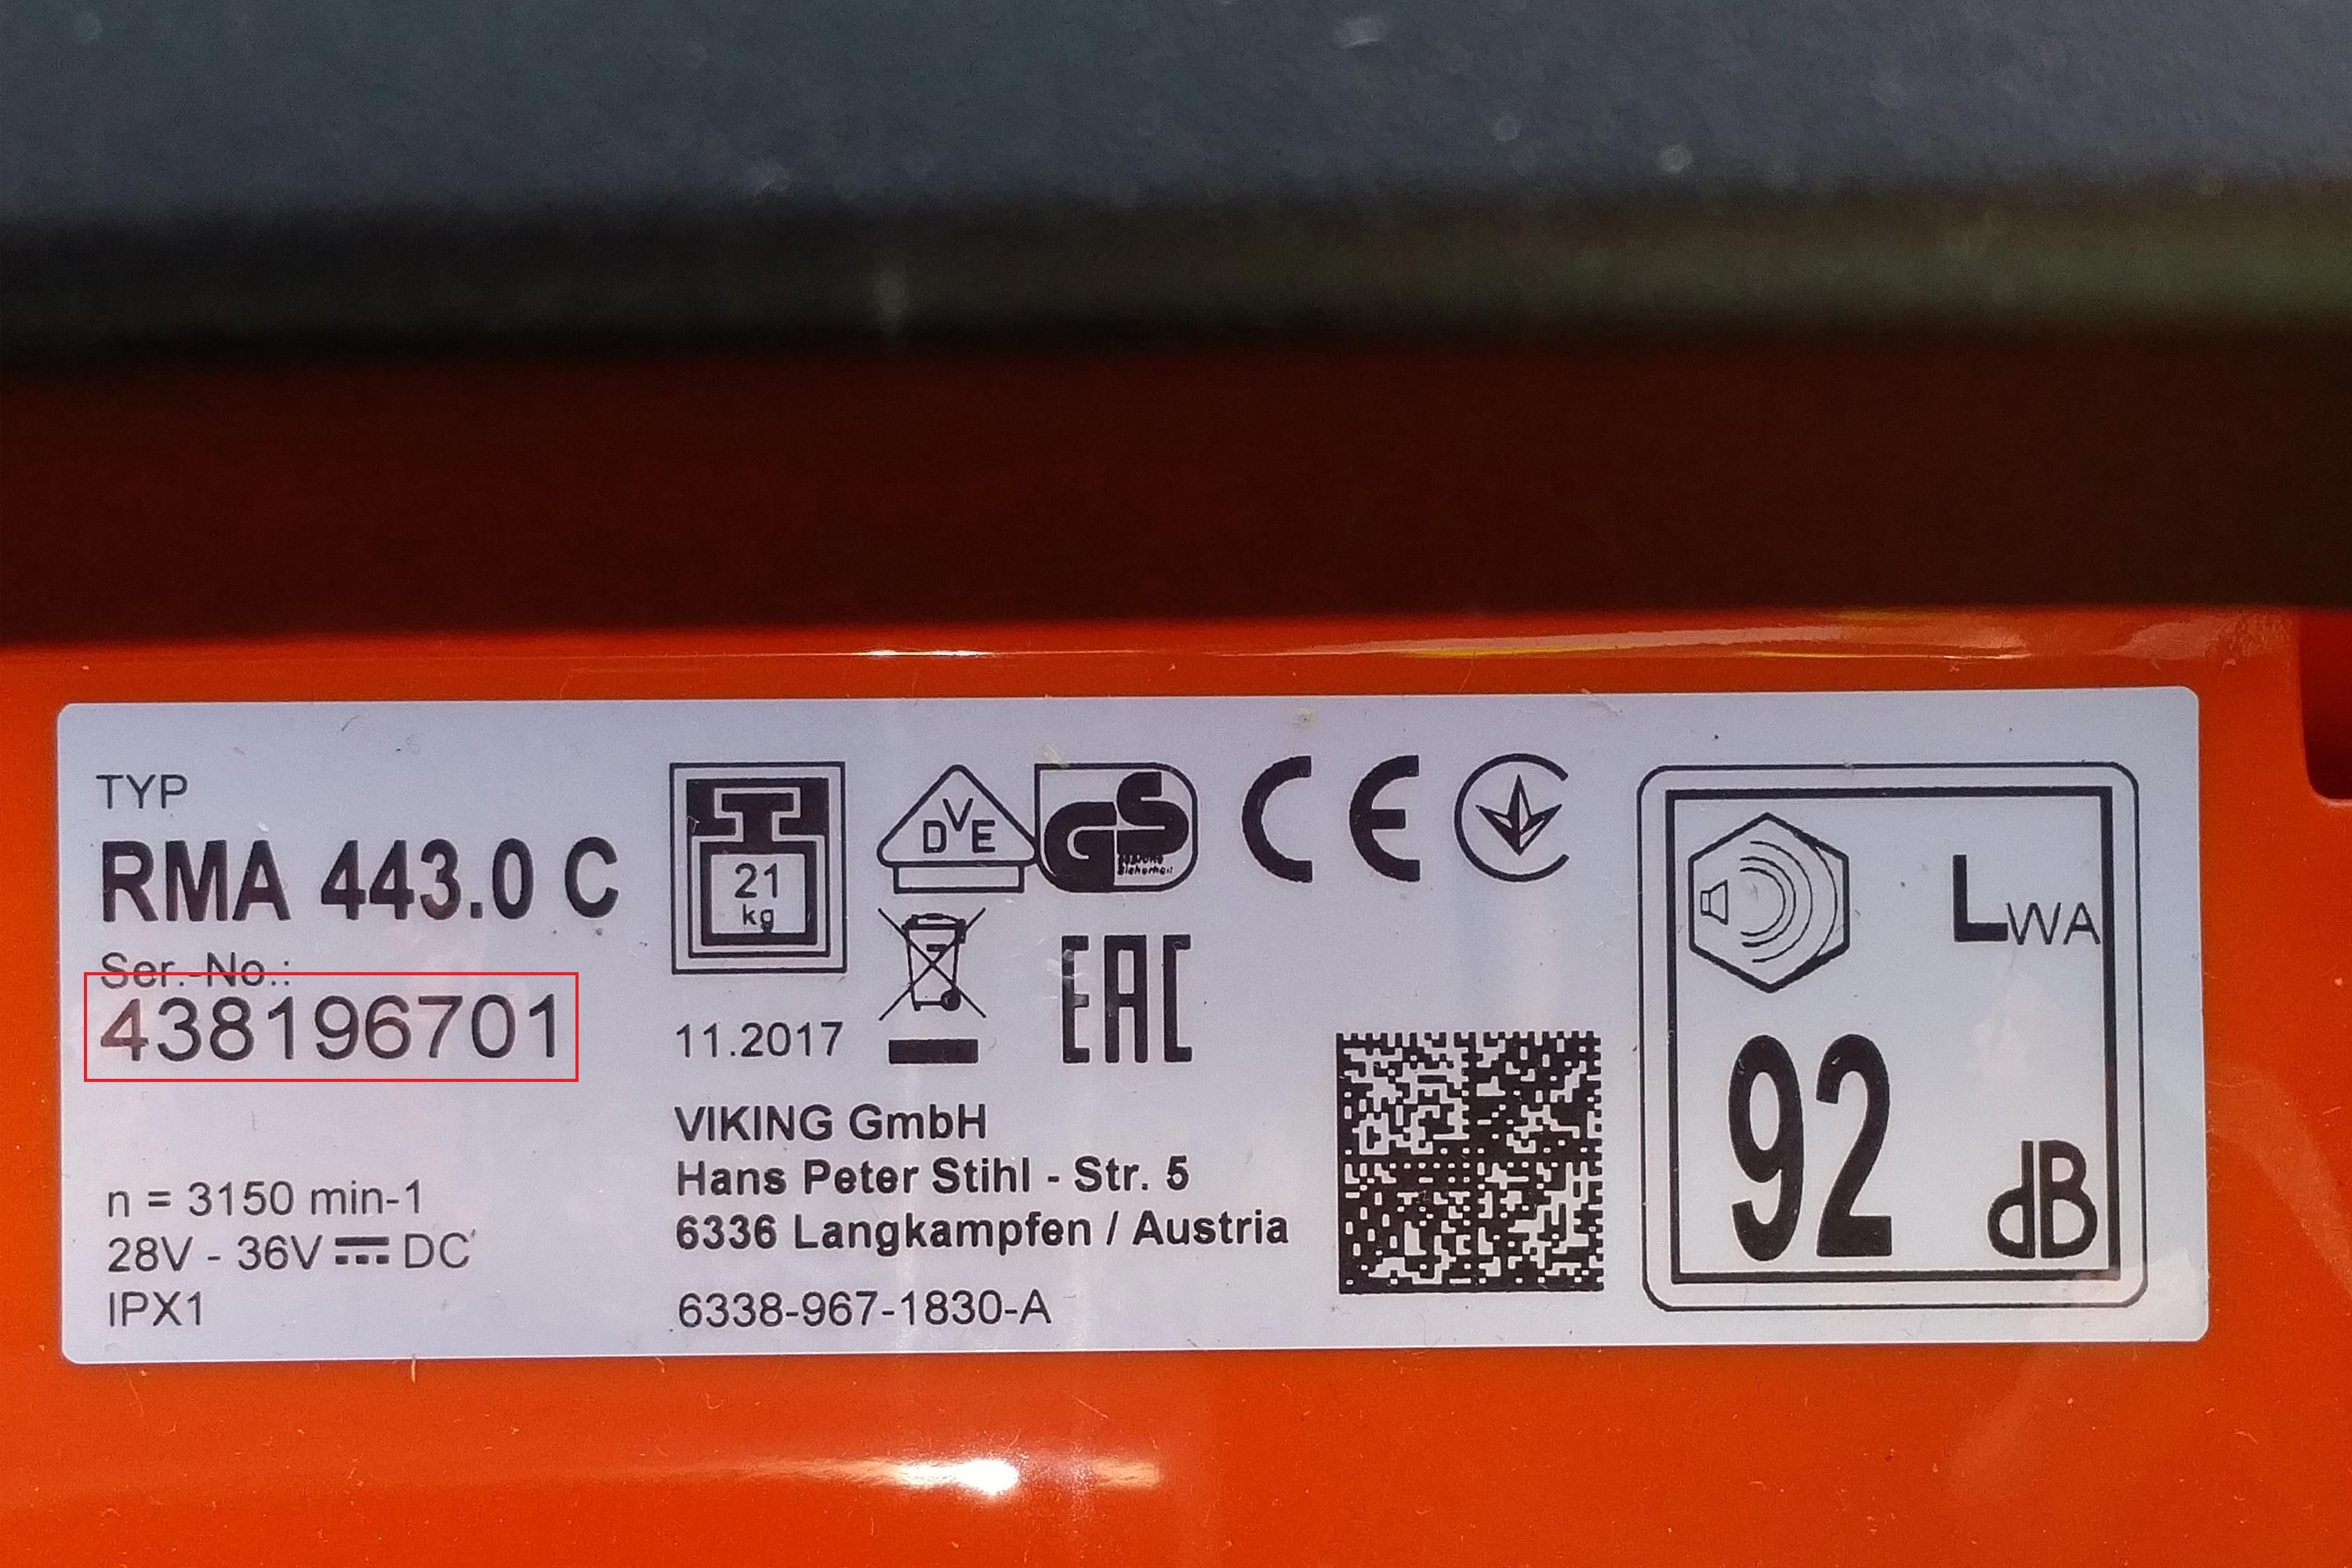 TYP
RMA 443.0 C
Ser.-No.:
438196701
n = 3150 min-1
28V - 36V DC
IPX1
21
kg
11.2017
DVE
GS
CE
EAC
VIKING GmbH
Hans Peter Stihl - Str. 5
6336 Langkampfen / Austria
6338-967-1830-A
LWA
92
dB